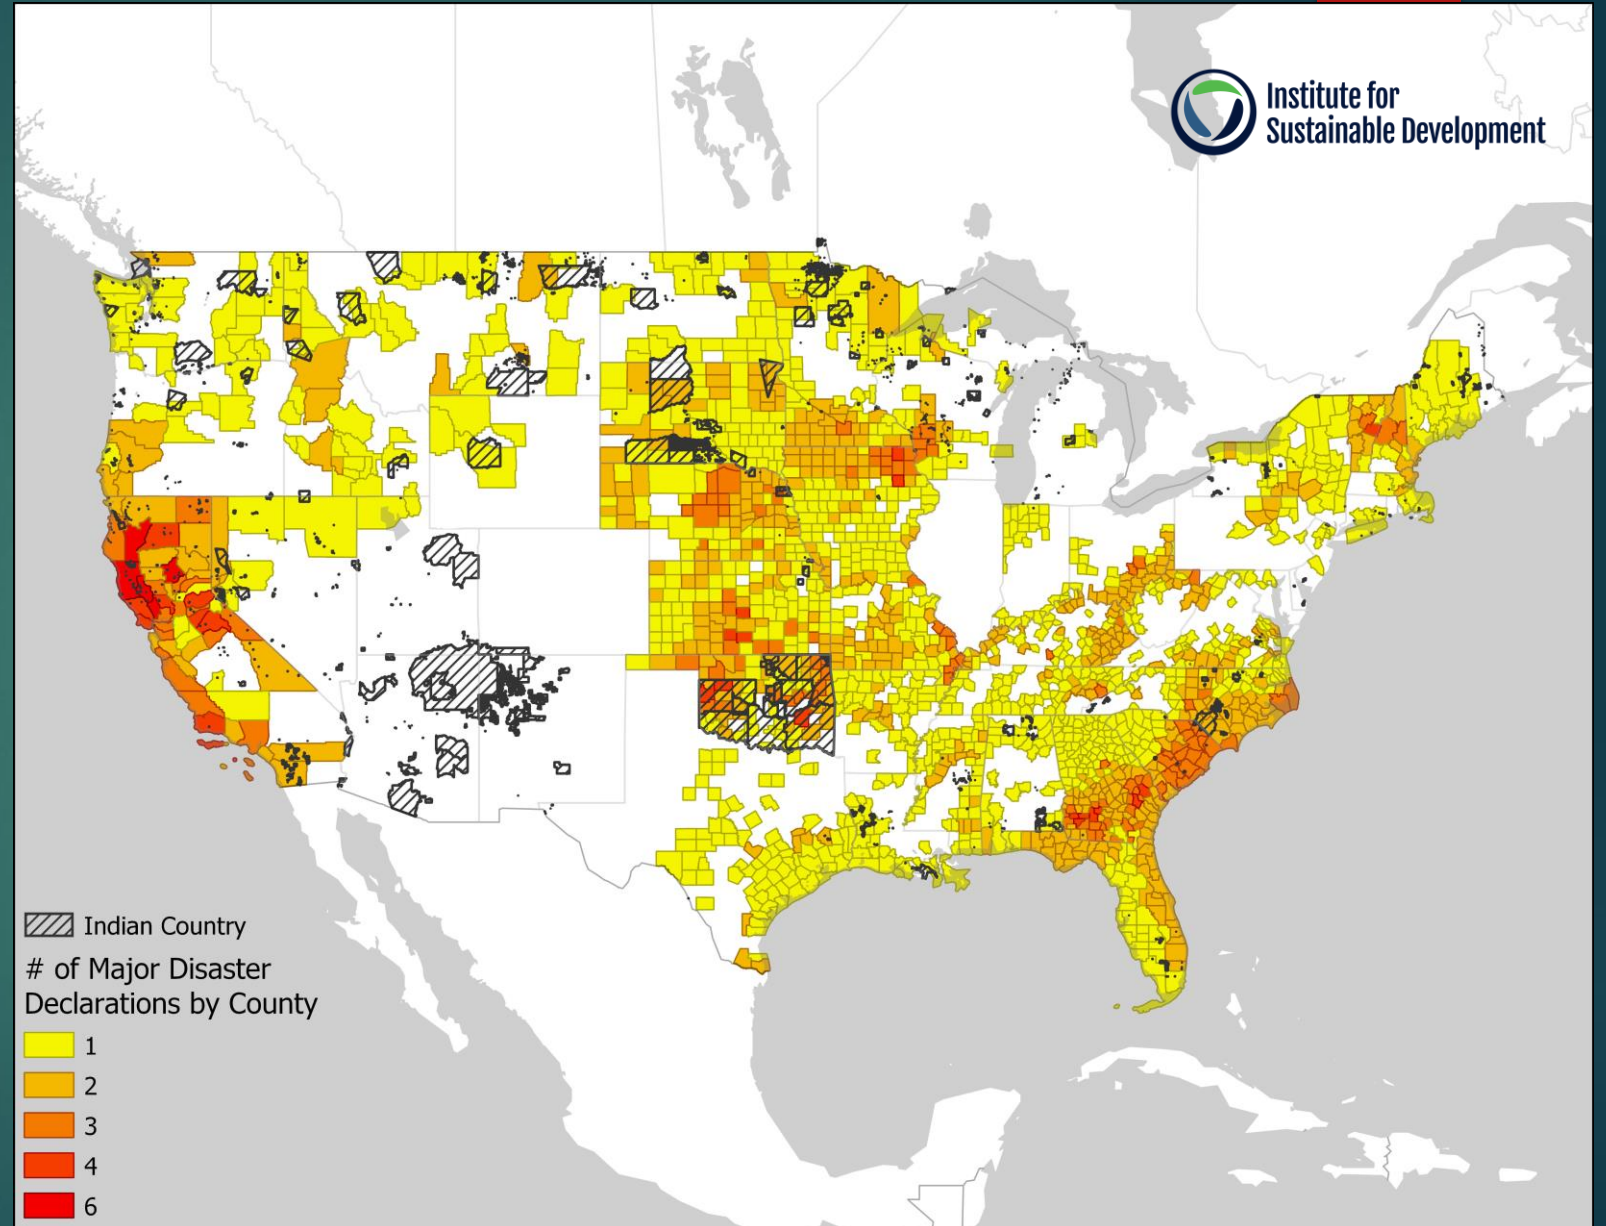 Institute for
Sustainable Development
Indian Country
# of Major Disaster
Declarations by County
1
2
3
4
6